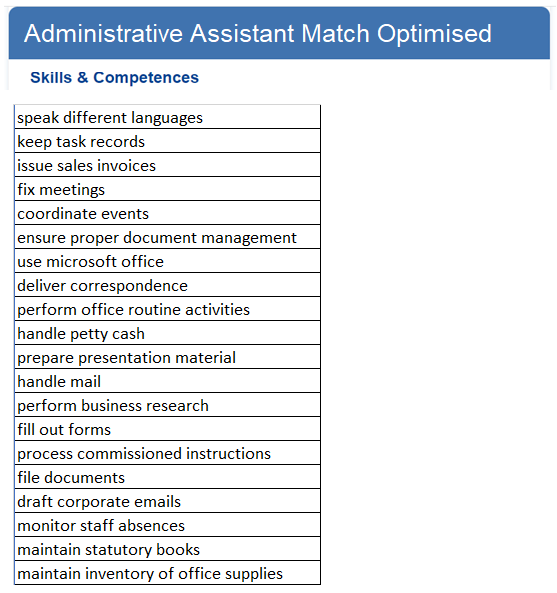 Administrative Assistant Match Optimised
Skills & Competences
speak different languages
keep task records
issue sales invoices
fix meetings
coordinate events
ensure proper document management
use microsoft office
deliver correspondence
perform office routine activities
handle petty cash
prepare presentation material
handle mail
perform business research
fill out forms
process commissioned instructions
file documents
draft corporate emails
monitor staff absences
maintain statutory books
maintain inventory of office supplies